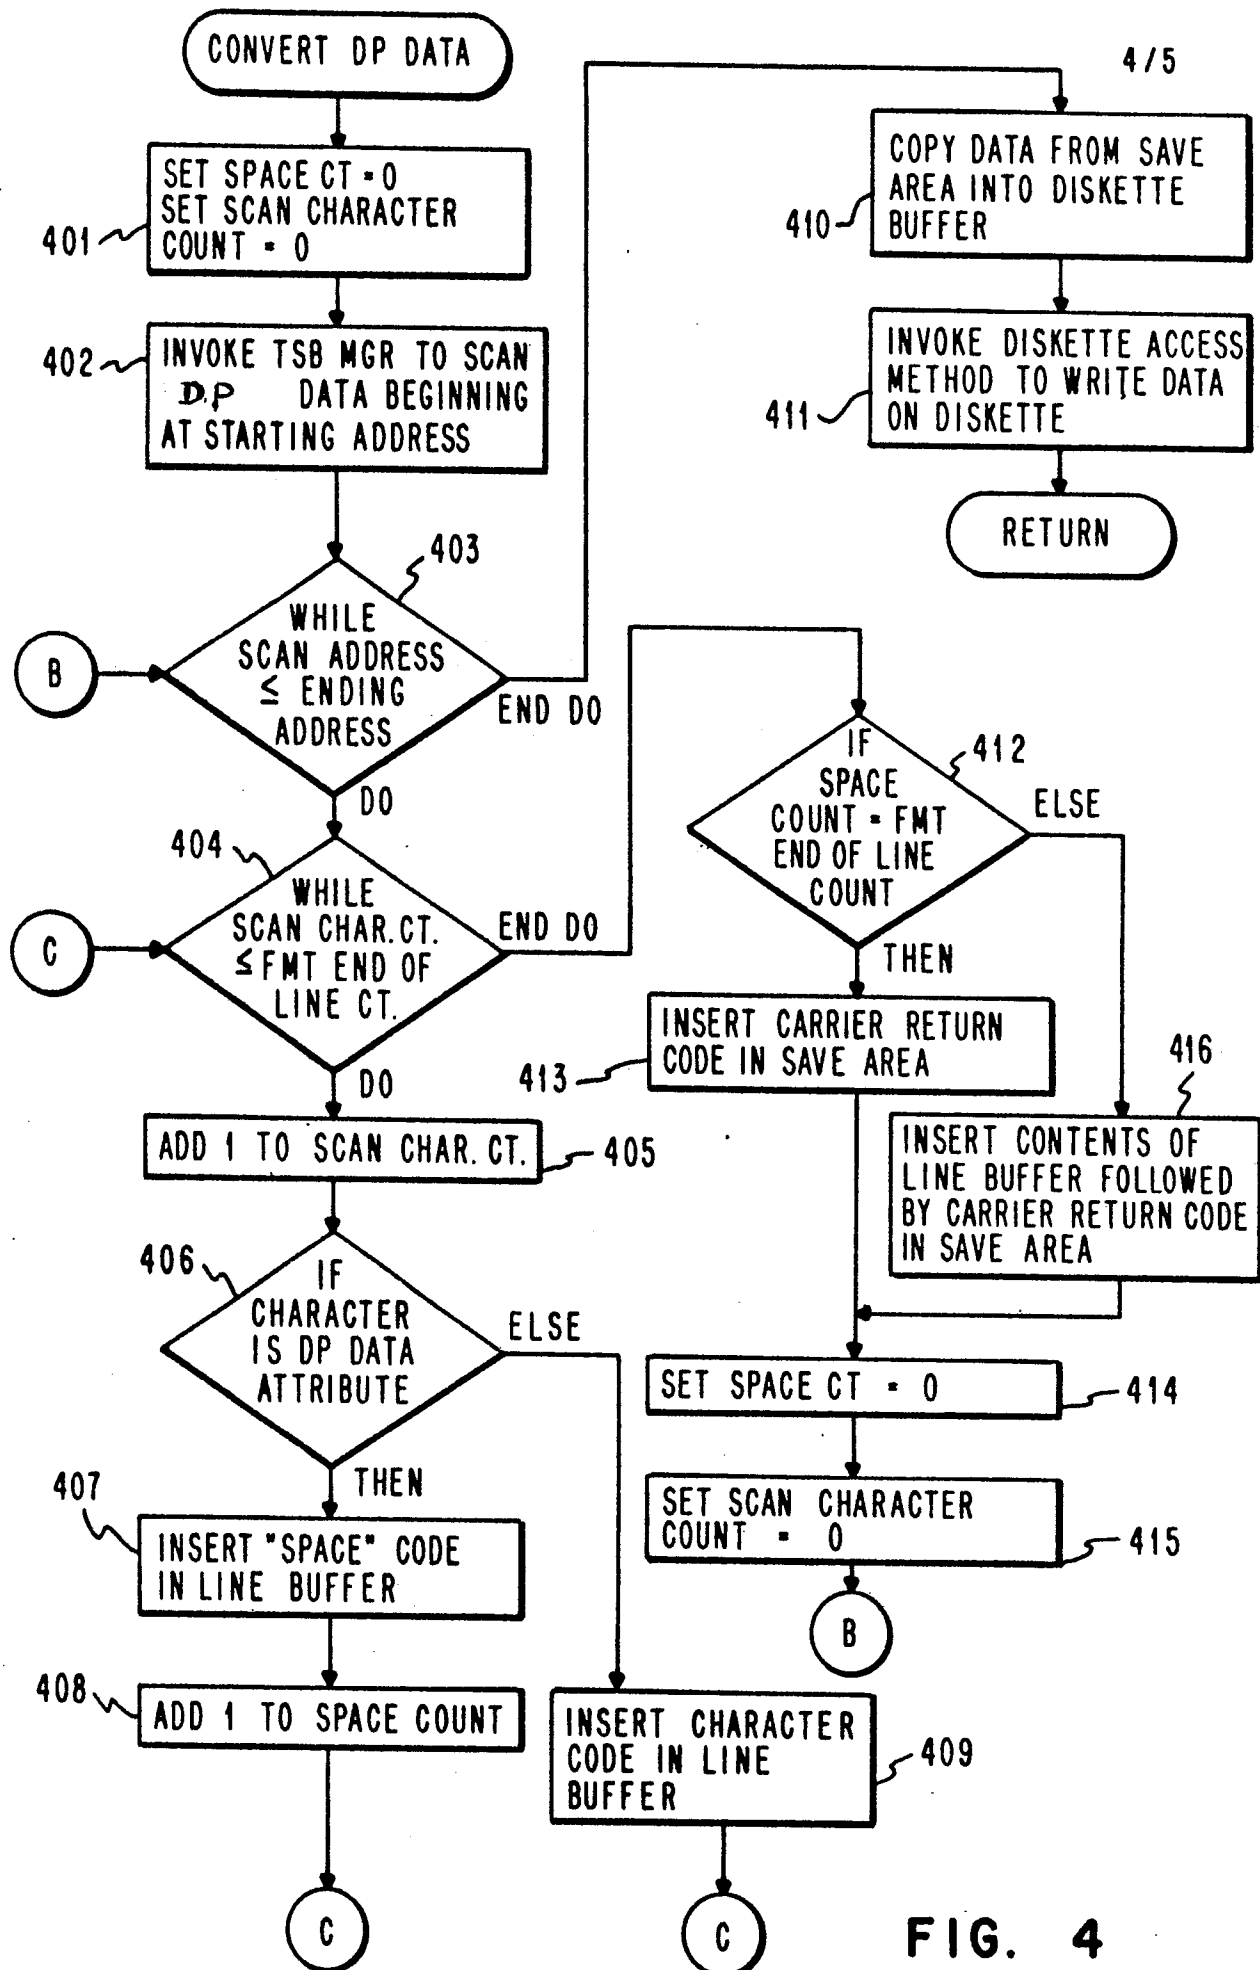 CONVERT DP DATA
4/5
SET SPACE CT = 0
SET SCAN CHARACTER
COUNT = 0
401
INVOKE TSB MGR TO SCAN
D.P DATA BEGINNING
AT STARTING ADDRESS
402
403
WHILE
SCAN ADDRESS
≤ ENDING
ADDRESS
B
END DO
DO
404
WHILE
SCAN CHAR. CT.
≤ FMT END OF
LINE CT.
C
END DO
DO
ADD 1 TO SCAN CHAR. CT.
405
406
IF
CHARACTER
IS DP DATA
ATTRIBUTE
ELSE
THEN
407
INSERT "SPACE" CODE
IN LINE BUFFER
408
ADD 1 TO SPACE COUNT
C
INSERT CHARACTER
CODE IN LINE
BUFFER
409
C
COPY DATA FROM SAVE
AREA INTO DISKETTE
BUFFER
410
INVOKE DISKETTE ACCESS
METHOD TO WRITE DATA
ON DISKETTE
411
RETURN
IF
SPACE
COUNT = FMT
END OF LINE
COUNT
412
ELSE
THEN
INSERT CARRIER RETURN
CODE IN SAVE AREA
413
416
INSERT CONTENTS OF
LINE BUFFER FOLLOWED
BY CARRIER RETURN CODE
IN SAVE AREA
SET SPACE CT = 0
414
SET SCAN CHARACTER
COUNT = 0
415
B
FIG. 4